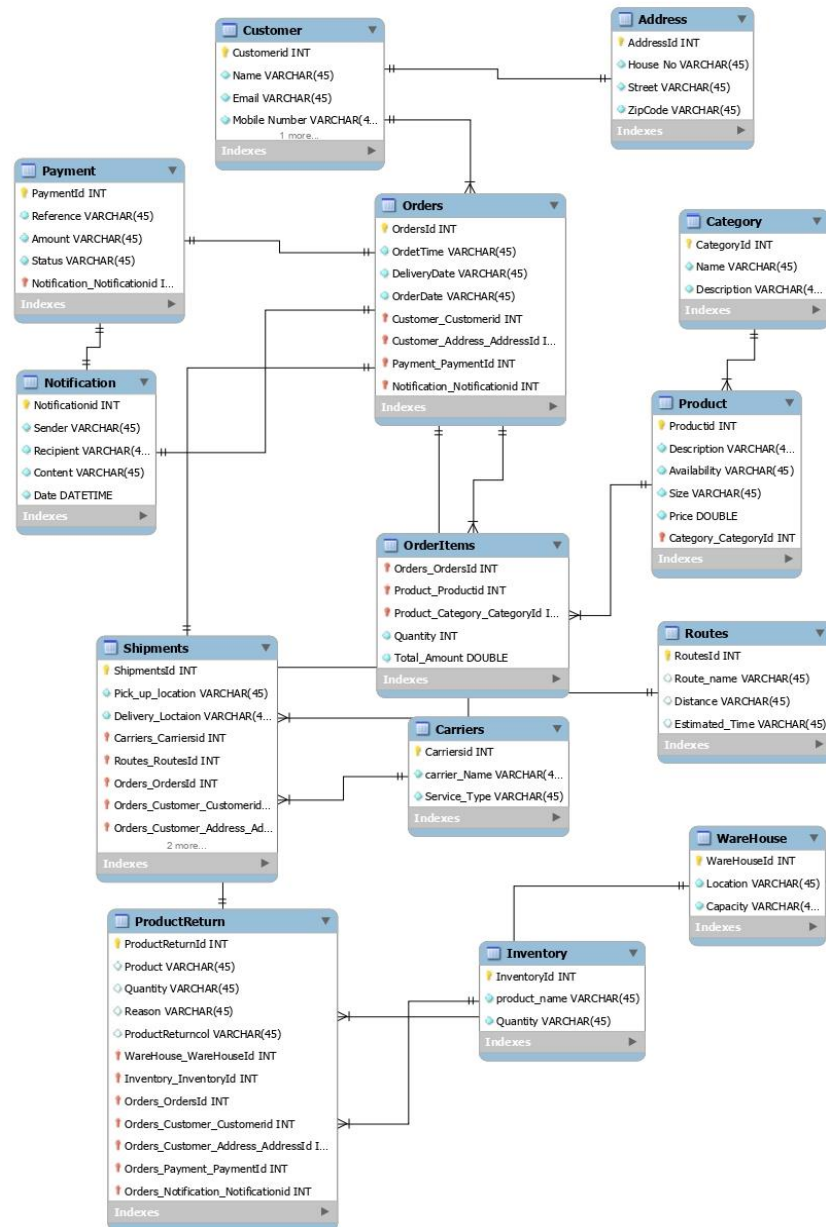 Customer
Customerid INT
Name VARCHAR(45)
Email VARCHAR(45)
Mobile Number VARCHAR(4...
1 more...
Indexes
Address
AddressId INT
House No VARCHAR(45)
Street VARCHAR(45)
ZipCode VARCHAR(45)
Indexes
Payment
PaymentId INT
Reference VARCHAR(45)
Amount VARCHAR(45)
Status VARCHAR(45)
Notification_Notificationid I...
Indexes
Orders
OrdersId INT
OrdetTime VARCHAR(45)
DeliveryDate VARCHAR(45)
OrderDate VARCHAR(45)
Customer_Customerid INT
Customer_Address_AddressId I...
Payment_PaymentId INT
Notification_Notificationid INT
Indexes
Category
CategoryId INT
Name VARCHAR(45)
Description VARCHAR(4...
Indexes
Notification
Notificationid INT
Sender VARCHAR(45)
Recipient VARCHAR(4...
Content VARCHAR(45)
Date DATETIME
Indexes
Product
Productid INT
Description VARCHAR(4...
Availability VARCHAR(45)
Size VARCHAR(45)
Price DOUBLE
Category_CategoryId INT
Indexes
OrderItems
Orders_OrdersId INT
Product_Productid INT
Product_Category_CategoryId I...
Quantity INT
Total_Amount DOUBLE
Indexes
Shipments
ShipmentsId INT
Pick_up_location VARCHAR(45)
Delivery_Loctaion VARCHAR(4...
Carriers_Carriersid INT
Routes_RoutesId INT
Orders_OrdersId INT
Orders_Customer_Customerid...
Orders_Customer_Address_Ad...
2 more...
Indexes
Routes
RoutesId INT
Route_name VARCHAR(45)
Distance VARCHAR(45)
Estimated_Time VARCHAR(45)
Indexes
Carriers
Carriersid INT
carrier_Name VARCHAR(4...
Service_Type VARCHAR(45)
Indexes
WareHouse
WareHouseId INT
Location VARCHAR(45)
Capacity VARCHAR(4...
Indexes
ProductReturn
ProductReturnId INT
Product VARCHAR(45)
Quantity VARCHAR(45)
Reason VARCHAR(45)
ProductReturncol VARCHAR(45)
WareHouse_WareHouseId INT
Inventory_InventoryId INT
Orders_OrdersId INT
Orders_Customer_Customerid INT
Orders_Customer_Address_AddressId I...
Orders_Payment_PaymentId INT
Orders_Notification_Notificationid INT
Indexes
Inventory
InventoryId INT
product_name VARCHAR(45)
Quantity VARCHAR(45)
Indexes